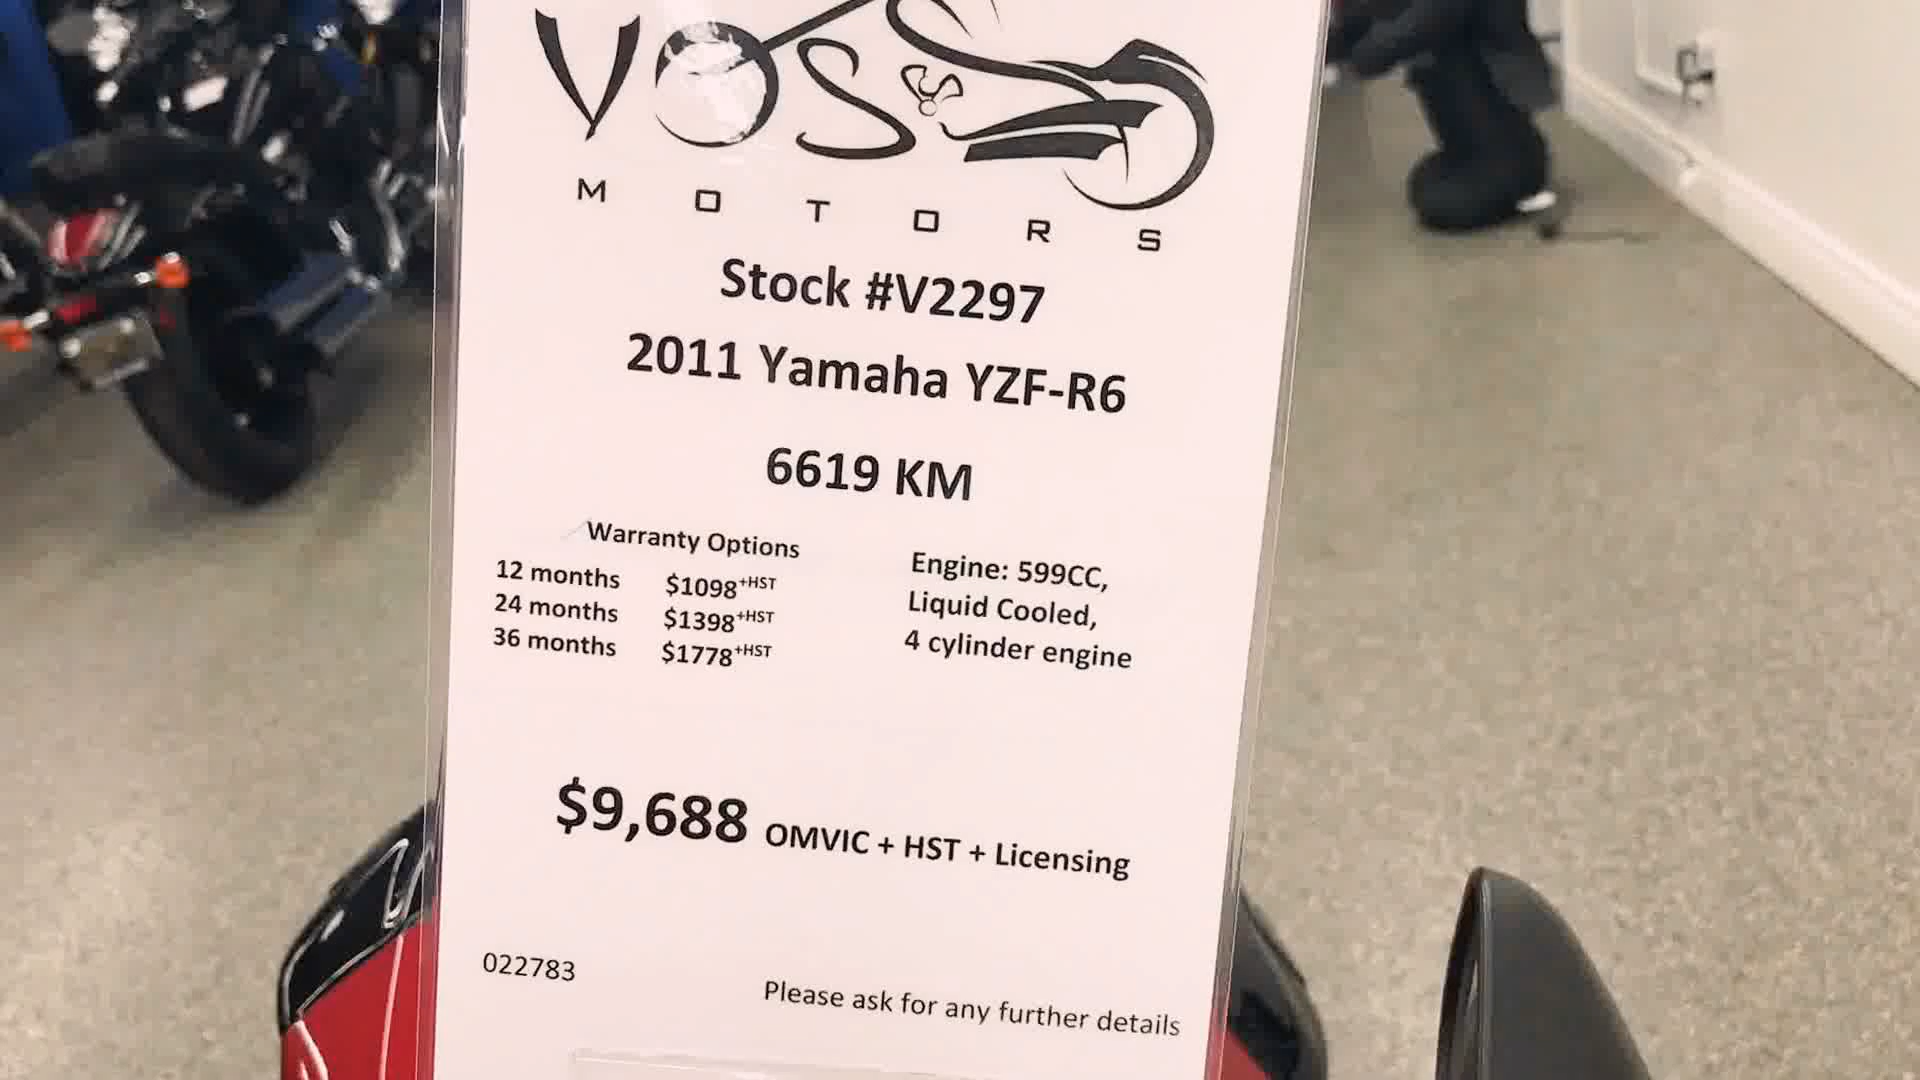 VOSS
MOTORS
Stock #V2297
2011 Yamaha YZF-R6
6619 KM
Warranty Options
12 months $1098+HST
24 months $1398+HST
36 months $1778+HST
Engine: 599CC,
Liquid Cooled,
4 cylinder engine
$9,688 OMVIC + HST + Licensing
022783
Please ask for any further details